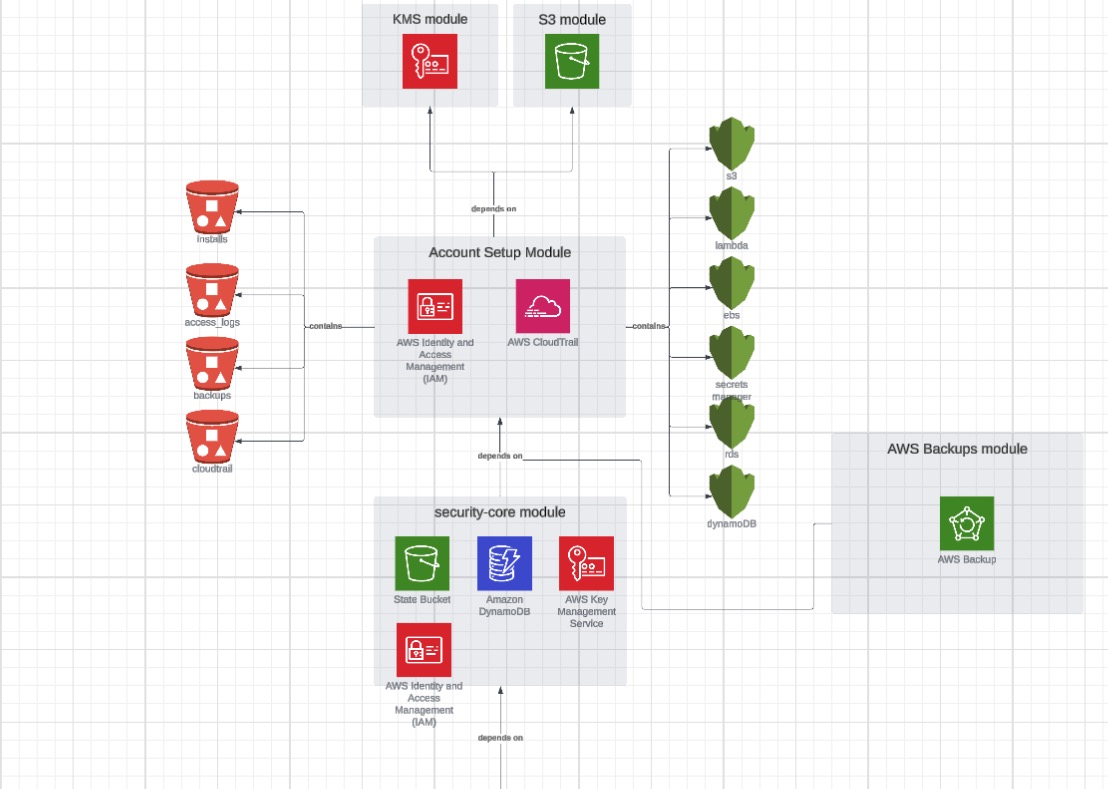 KMS module
S3 module
s3
depends on
installs
lambda
Account Setup Module
ebs
access_logs
contains
contains
AWS Identity and
Access
Management
(IAM)
AWS CloudTrail
secrets
manager
backups
depends on
rds
cloudtrail
AWS Backups module
security-core module
dynamoDB
AWS Backup
State Bucket
Amazon
DynamoDB
AWS Key
Management
Service
AWS Identity and
Access
Management
(IAM)
depends on